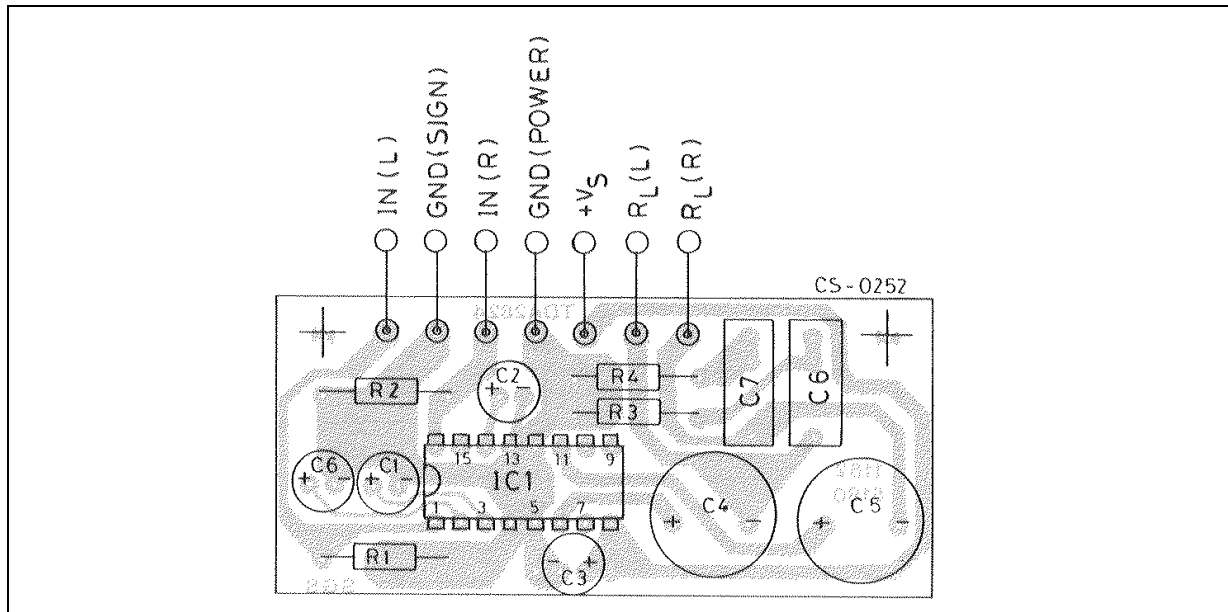 IN (L)
GND(SIGN)
IN (R)
GND(POWER)
+VS
RL(L)
RL(R)
CS-0252
R2
C2
R4
R3
C7
C6
C6
C1
15
13
11
9
IC1
1
3
5
7
C4
C5
R1
C3
SGS